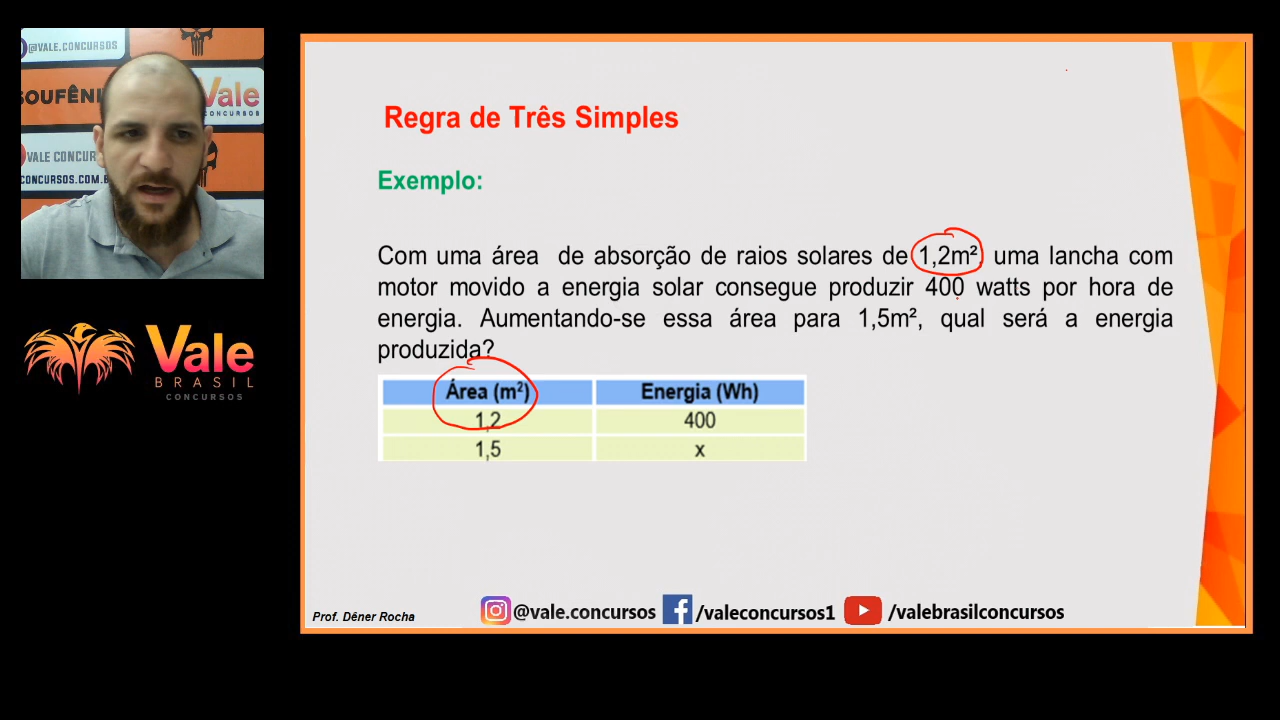 @VALE.CONCURSOS
SOUFÊNI
Vale
CONCURSOS
VALE CONCUR
CONCURSOS.COM.B
Vale
BRASIL
CONCURSOS
Regra de Três Simples
Exemplo:
Com uma área de absorção de raios solares de 1,2m², uma lancha com
motor movido a energia solar consegue produzir 400 watts por hora de
energia. Aumentando-se essa área para 1,5m², qual será a energia
produzida?
Área (m²) Energia (Wh)
1,2 400
1,5 x
Prof. Dêner Rocha
@vale.concursos /valeconcursos1 /valebrasilconcursos